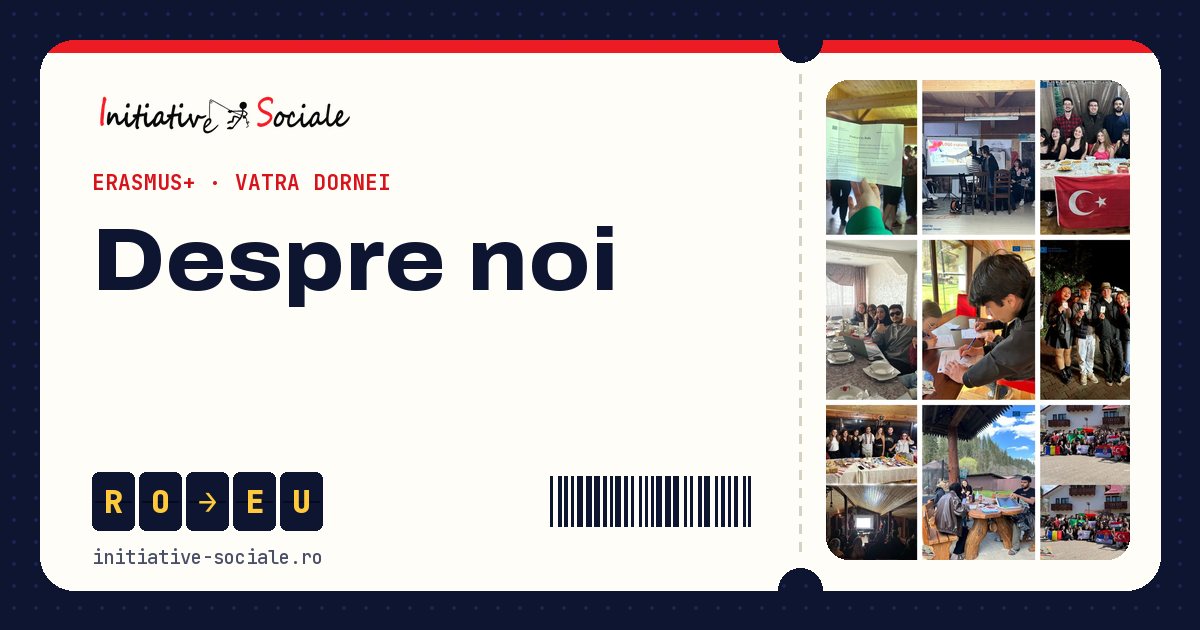 Initiative Sociale
ERASMUS+ · VATRA DORNEI
Despre noi
RO→EU
initiative-sociale.ro